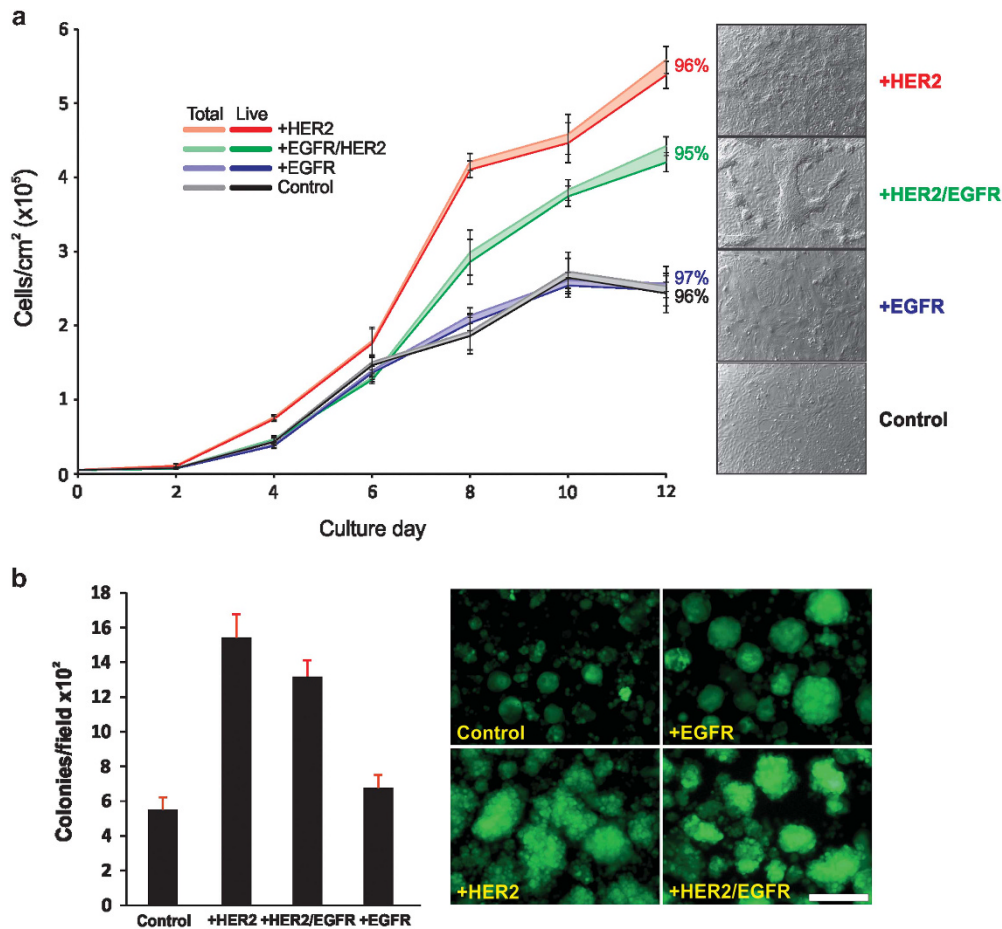 a
6
5
4
3
2
1
0
Cells/cm² (x10⁵)
Total Live
+HER2
+EGFR/HER2
+EGFR
Control
96%
95%
97%
96%
0 2 4 6 8 10 12
Culture day
+HER2
+HER2/EGFR
+EGFR
Control
b
18
16
14
12
10
8
6
4
2
0
Colonies/field x10²
Control +HER2 +HER2/EGFR +EGFR
Control
+EGFR
+HER2
+HER2/EGFR